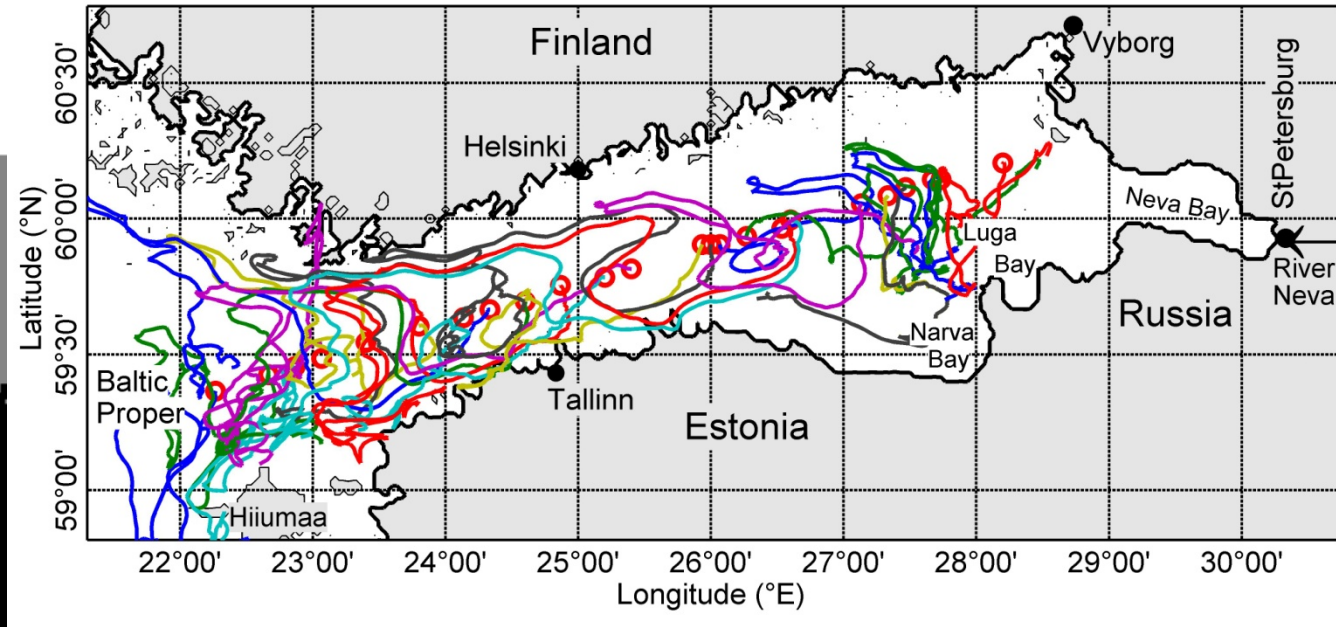 Finland
Vyborg
Helsinki
StPetersburg
Neva Bay
Luga
Bay
River
Neva
Russia
Narva
Bay
Baltic
Proper
Tallinn
Estonia
Hiiumaa
60°30'
60°00'
59°30'
59°00'
Latitude (°N)
22°00'
23°00'
24°00'
25°00'
26°00'
27°00'
28°00'
29°00'
30°00'
Longitude (°E)